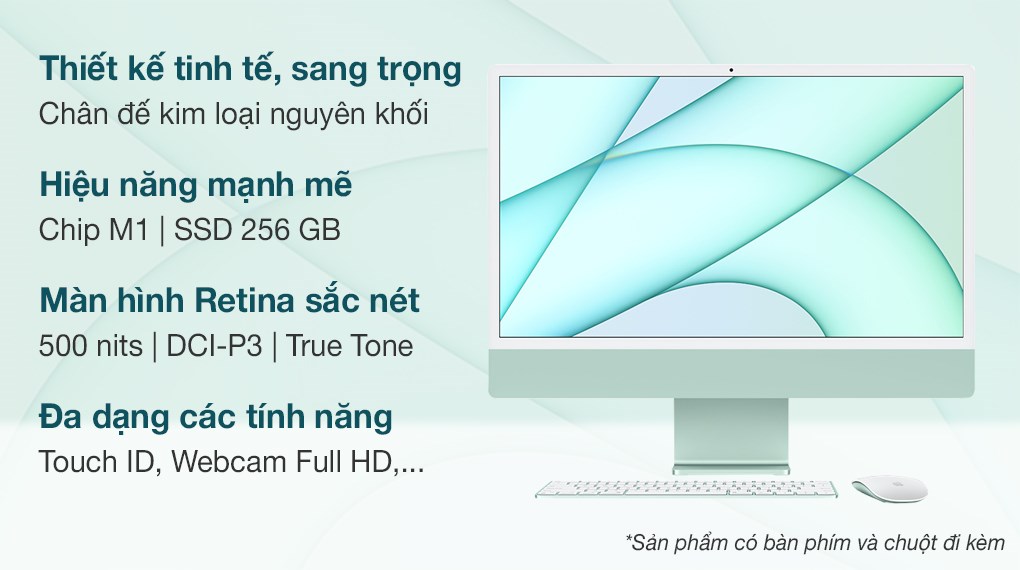 Thiết kế tinh tế, sang trọng
Chân đế kim loại nguyên khối
Hiệu năng mạnh mẽ
Chip M1 | SSD 256 GB
Màn hình Retina sắc nét
500 nits | DCI-P3 | True Tone
Đa dạng các tính năng
Touch ID, Webcam Full HD,...
*Sản phẩm có bàn phím và chuột đi kèm